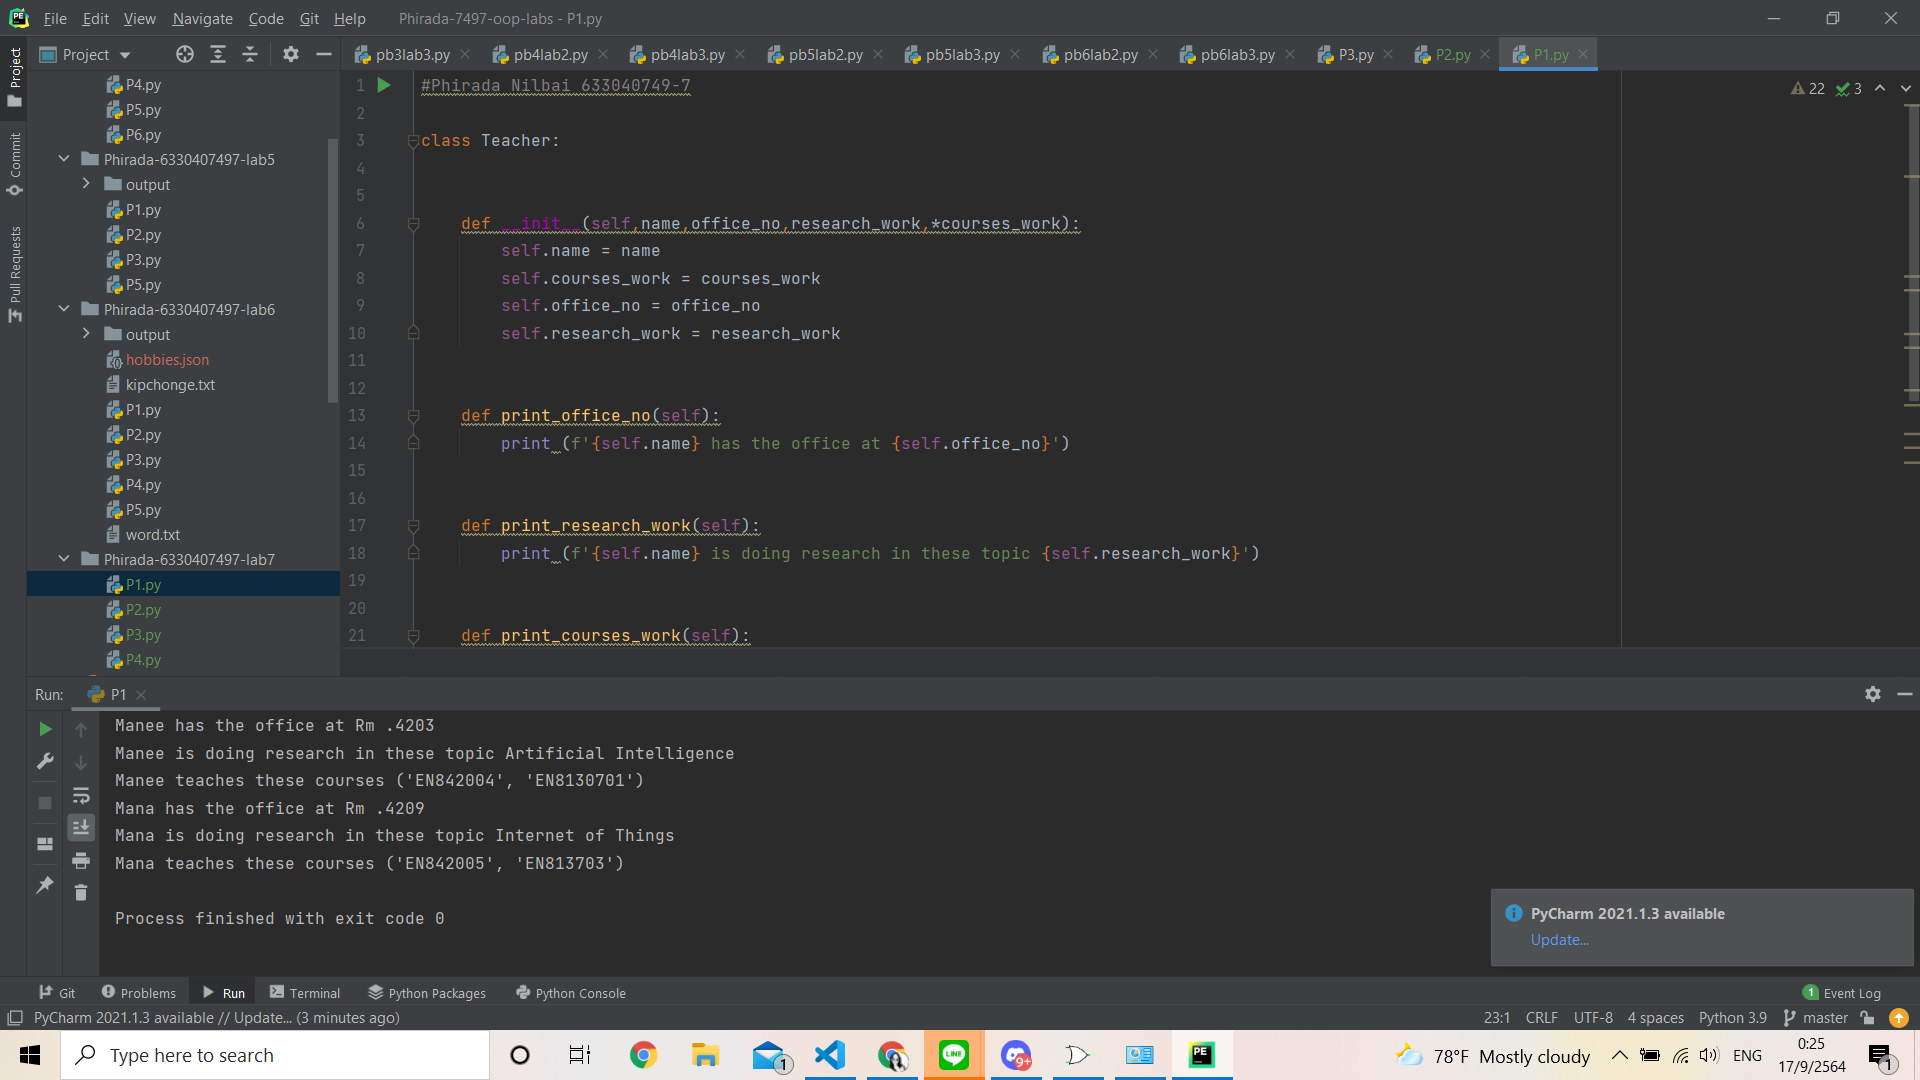 File Edit View Navigate Code Git Help Phirada-7497-oop-labs - P1.py
Project
pb3lab3.py pb4lab2.py pb4lab3.py pb5lab2.py pb5lab3.py pb6lab2.py pb6lab3.py P3.py P2.py P1.py
Project
Commit
Pull Requests
P4.py
P5.py
P6.py
Phirada-6330407497-lab5
output
P1.py
P2.py
P3.py
P5.py
Phirada-6330407497-lab6
output
hobbies.json
kipchonge.txt
P1.py
P2.py
P3.py
P4.py
P5.py
word.txt
Phirada-6330407497-lab7
P1.py
P2.py
P3.py
P4.py
22 3
1 #Phirada Nilbai 633040749-7
2
3 class Teacher:
4
5
6 def __init__(self,name,office_no,research_work,*courses_work):
7 self.name = name
8 self.courses_work = courses_work
9 self.office_no = office_no
10 self.research_work = research_work
11
12
13 def print_office_no(self):
14 print (f'{self.name} has the office at {self.office_no}')
15
16
17 def print_research_work(self):
18 print (f'{self.name} is doing research in these topic {self.research_work}')
19
20
21 def print_courses_work(self):
Run: P1
Manee has the office at Rm .4203
Manee is doing research in these topic Artificial Intelligence
Manee teaches these courses ('EN842004', 'EN8130701')
Mana has the office at Rm .4209
Mana is doing research in these topic Internet of Things
Mana teaches these courses ('EN842005', 'EN813703')
Process finished with exit code 0
PyCharm 2021.1.3 available
Update...
Git Problems Run Terminal Python Packages Python Console 1 Event Log
PyCharm 2021.1.3 available // Update... (3 minutes ago) 23:1 CRLF UTF-8 4 spaces Python 3.9 master
Type here to search
1
LINE
9+
PE
78°F Mostly cloudy ENG
0:25
17/9/2564
1